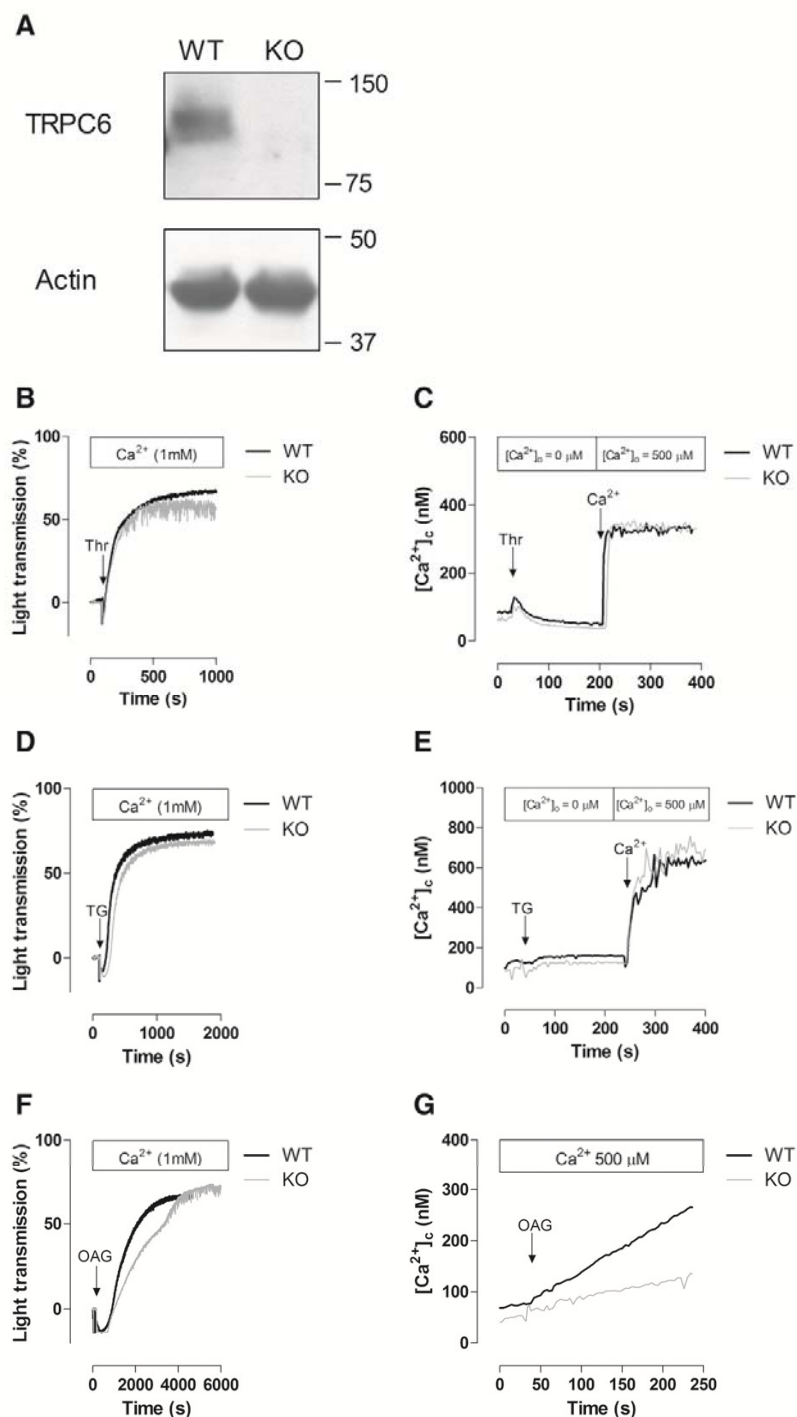 A
WT KO
TRPC6
150
75
Actin
50
37
B
Light transmission (%)
100
50
0
Ca²⁺ (1mM)
WT
KO
Thr
0 500 1000
Time (s)
C
[Ca²⁺]c (nM)
600
400
200
0
[Ca²⁺]o = 0 µM [Ca²⁺]o = 500 µM
WT
KO
Thr
Ca²⁺
0 100 200 300 400
Time (s)
D
Light transmission (%)
100
50
0
Ca²⁺ (1mM)
WT
KO
TG
0 1000 2000
Time (s)
E
[Ca²⁺]c (nM)
1000
800
600
400
200
0
[Ca²⁺]o = 0 µM [Ca²⁺]o = 500 µM
WT
KO
TG
Ca²⁺
0 100 200 300 400
Time (s)
F
Light transmission (%)
100
50
0
Ca²⁺ (1mM)
WT
KO
OAG
0 2000 4000 6000
Time (s)
G
[Ca²⁺]c (nM)
400
300
200
100
0
Ca²⁺ 500 µM
WT
KO
OAG
0 50 100 150 200 250
Time (s)